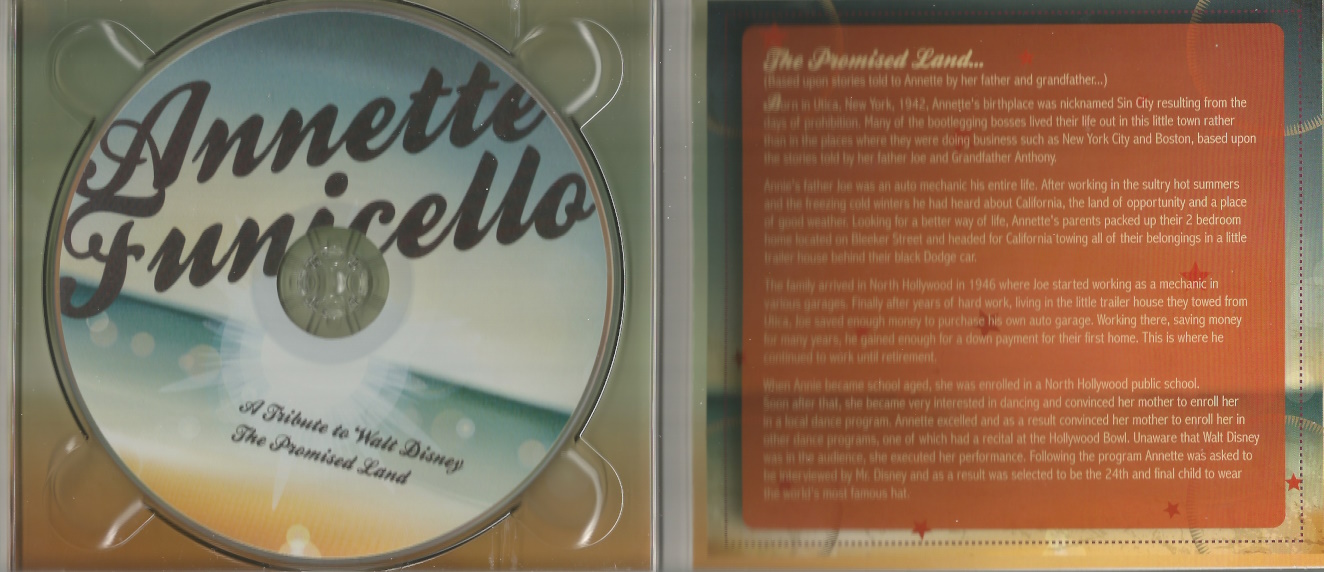 Annette
Funicello
A Tribute to Walt Disney
The Promised Land
The Promised Land...
(Based upon stories told to Annette by her father and grandfather...)
Born in Utica, New York, 1942, Annette's birthplace was nicknamed Sin City resulting from the
days of prohibition. Many of the bootlegging bosses lived their life out in this little town rather
than in the places where they were doing business such as New York City and Boston, based upon
the stories told by her father Joe and Grandfather Anthony.
Annie's father Joe was an auto mechanic his entire life. After working in the sultry hot summers
and the freezing cold winters he had heard about California, the land of opportunity and a place
of good weather. Looking for a better way of life, Annette's parents packed up their 2 bedroom
home located on Bleeker Street and headed for California towing all of their belongings in a little
trailer house behind their black Dodge car.
The family arrived in North Hollywood in 1946 where Joe started working as a mechanic in
various garages. Finally after years of hard work, living in the little trailer house they towed from
Utica, Joe saved enough money to purchase his own auto garage. Working there, saving money
for many years, he gained enough for a down payment for their first home. This is where he
continued to work until retirement.
When Annie became school aged, she was enrolled in a North Hollywood public school.
Soon after that, she became very interested in dancing and convinced her mother to enroll her
in a local dance program. Annette excelled and as a result convinced her mother to enroll her in
other dance programs, one of which had a recital at the Hollywood Bowl. Unaware that Walt Disney
was in the audience, she executed her performance. Following the program Annette was asked to
be interviewed by Mr. Disney and as a result was selected to be the 24th and final child to wear
the world's most famous hat.